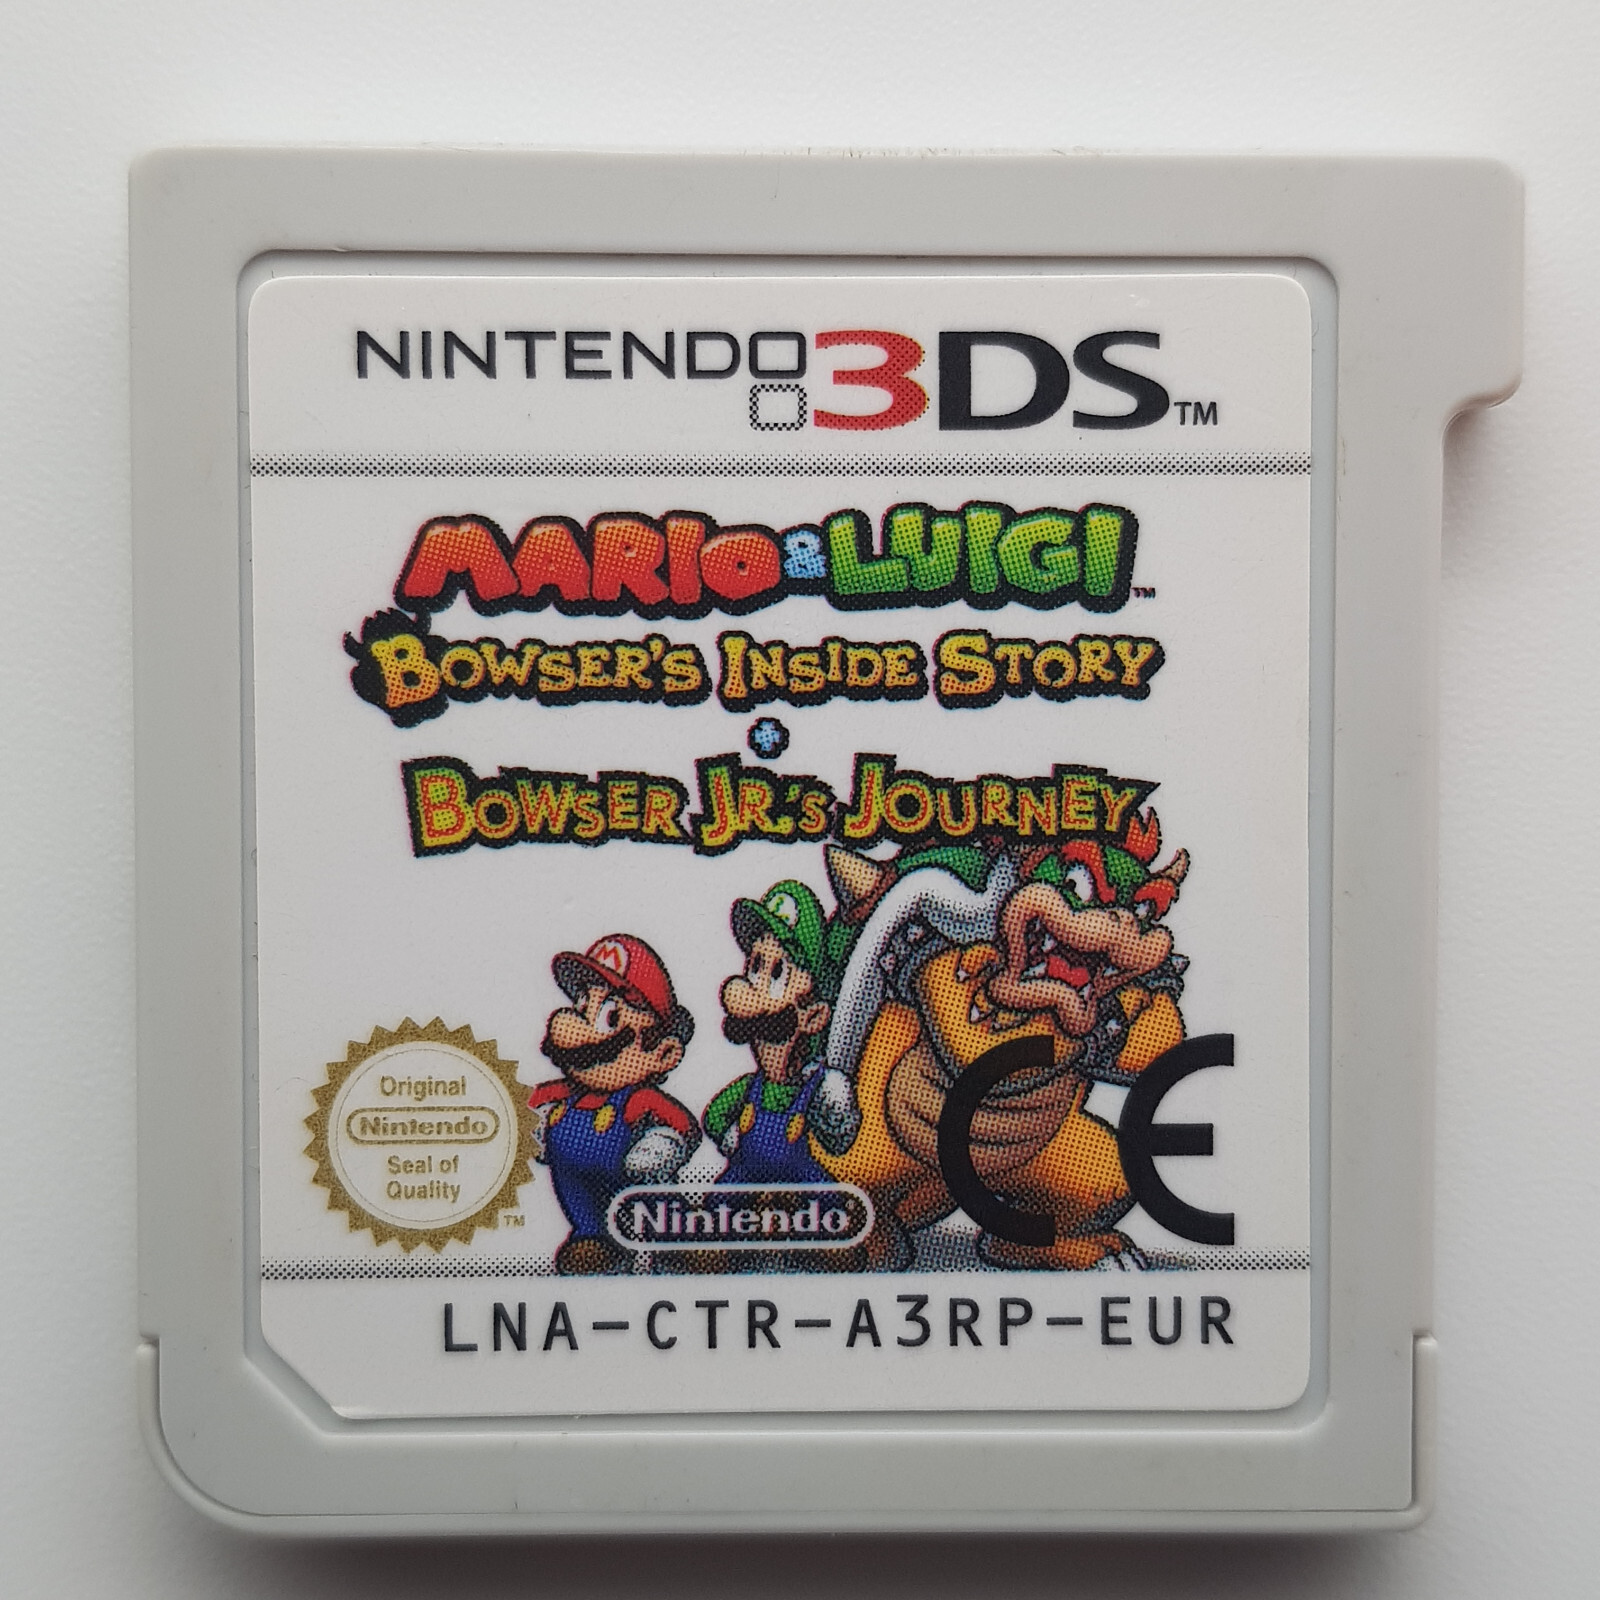 NINTENDO 3DS™
MARIO & LUIGI™
BOWSER'S INSIDE STORY
+
BOWSER JR.'S JOURNEY
M
L
Original
Nintendo
Seal of
Quality
™
Nintendo
CE
LNA-CTR-A3RP-EUR